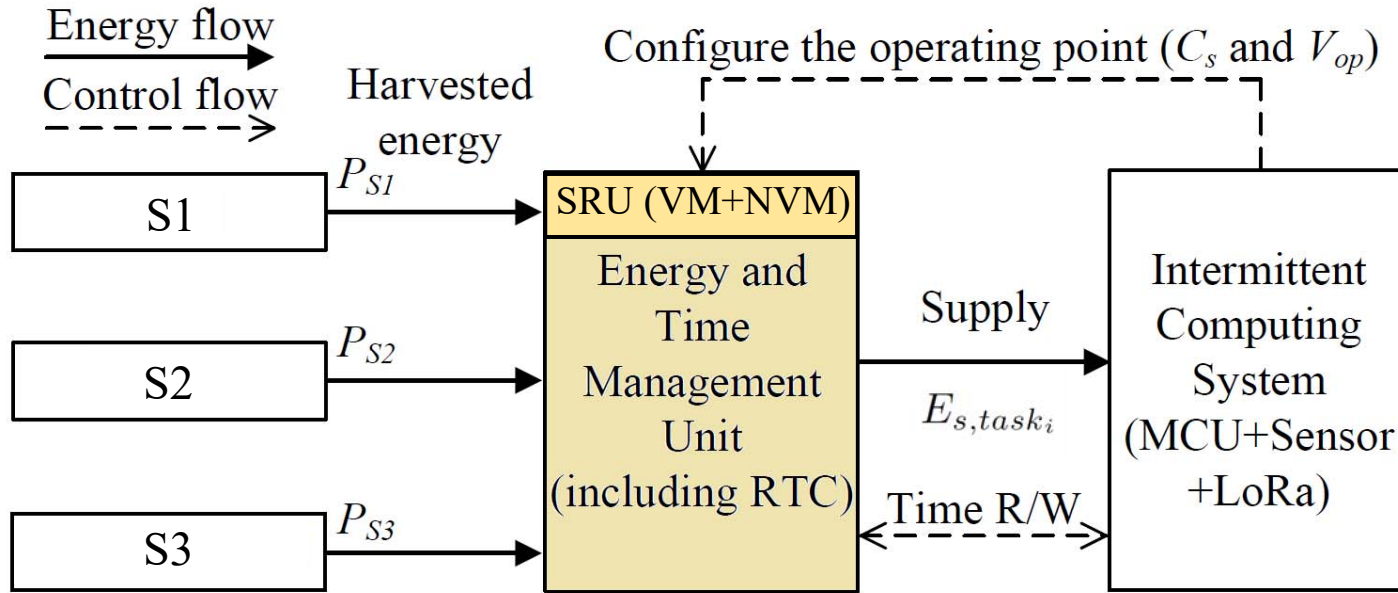 Energy flow
Control flow
Configure the operating point (Cs and Vop)
Harvested
energy
S1
PS1
SRU (VM+NVM)
Energy and
Time
Management
Unit
(including RTC)
S2
PS2
S3
PS3
Supply
Es,taski
Time R/W
Intermittent
Computing
System
(MCU+Sensor
+LoRa)